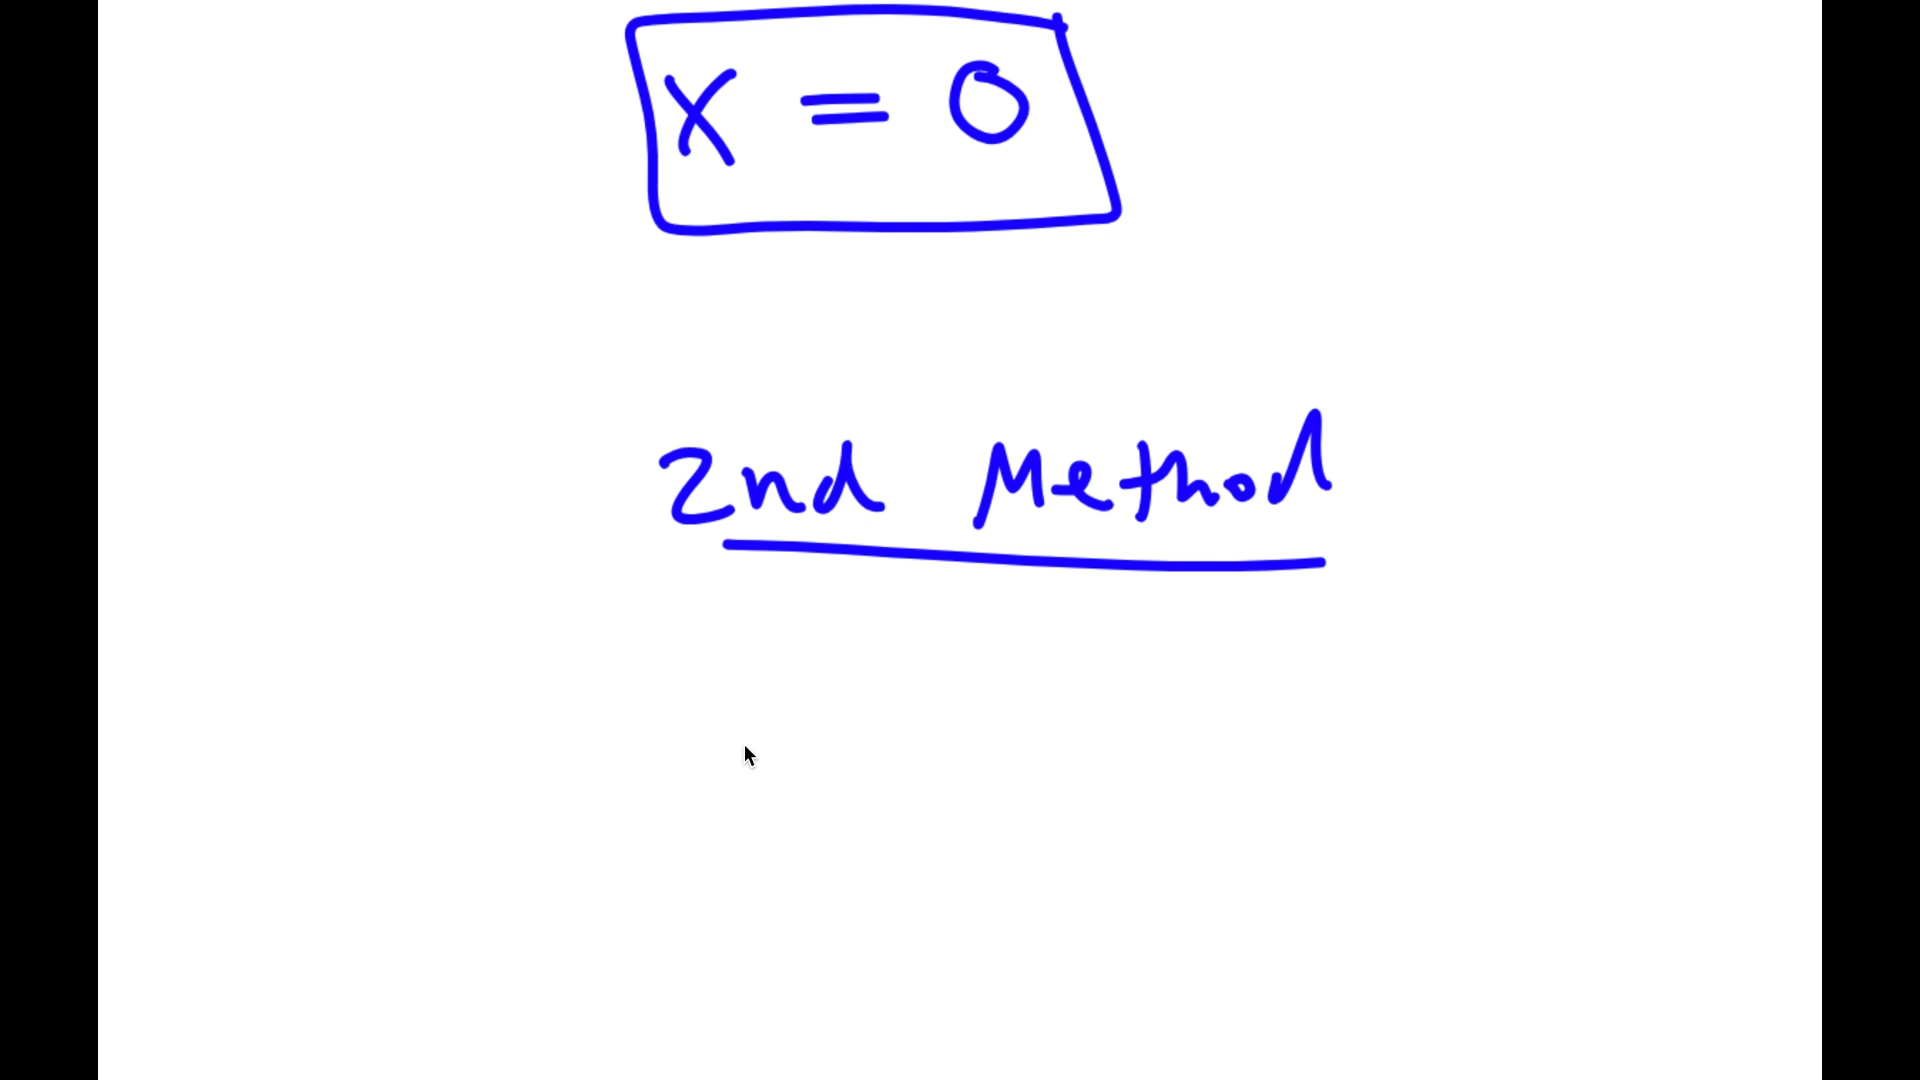 X = 0
2nd Method